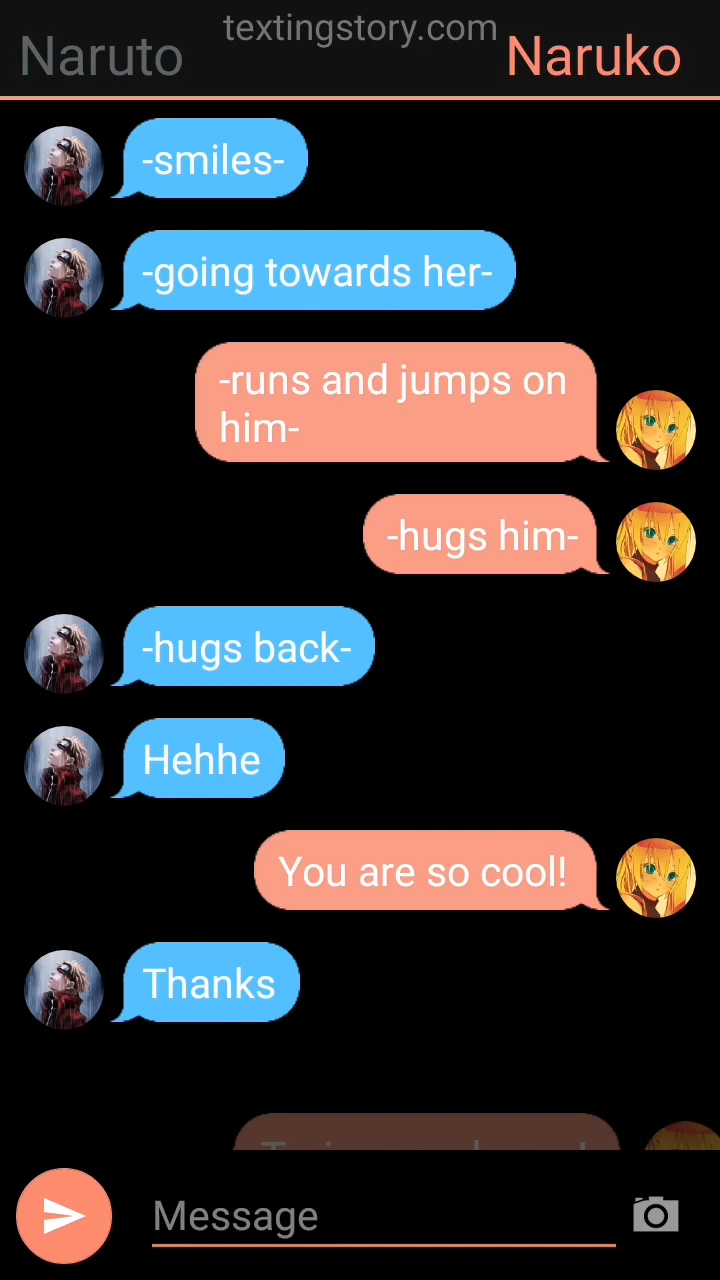 textingstory.com
Naruto
Naruko
-smiles-
-going towards her-
-runs and jumps on
him-
-hugs him-
-hugs back-
Hehhe
You are so cool!
Thanks
Message